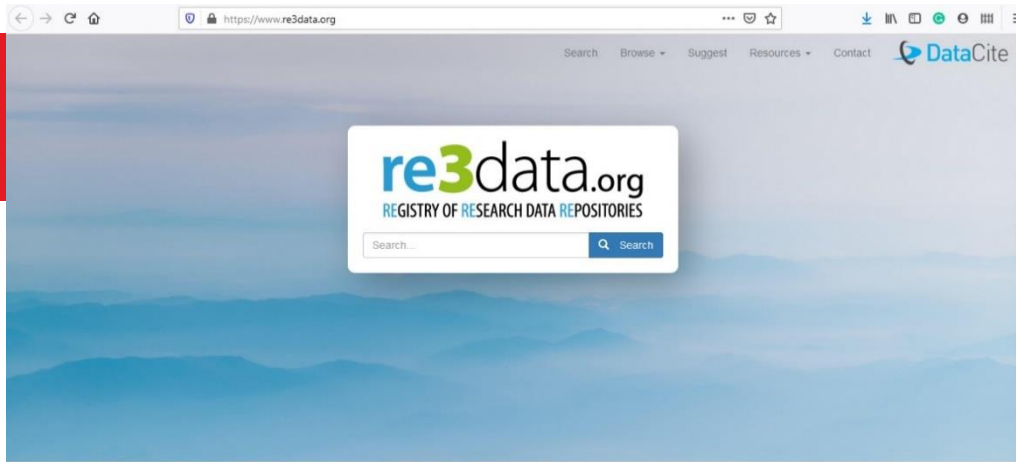 https://www.re3data.org
Search Browse Suggest Resources Contact DataCite
re3data.org
REGISTRY OF RESEARCH DATA REPOSITORIES
Search... Search